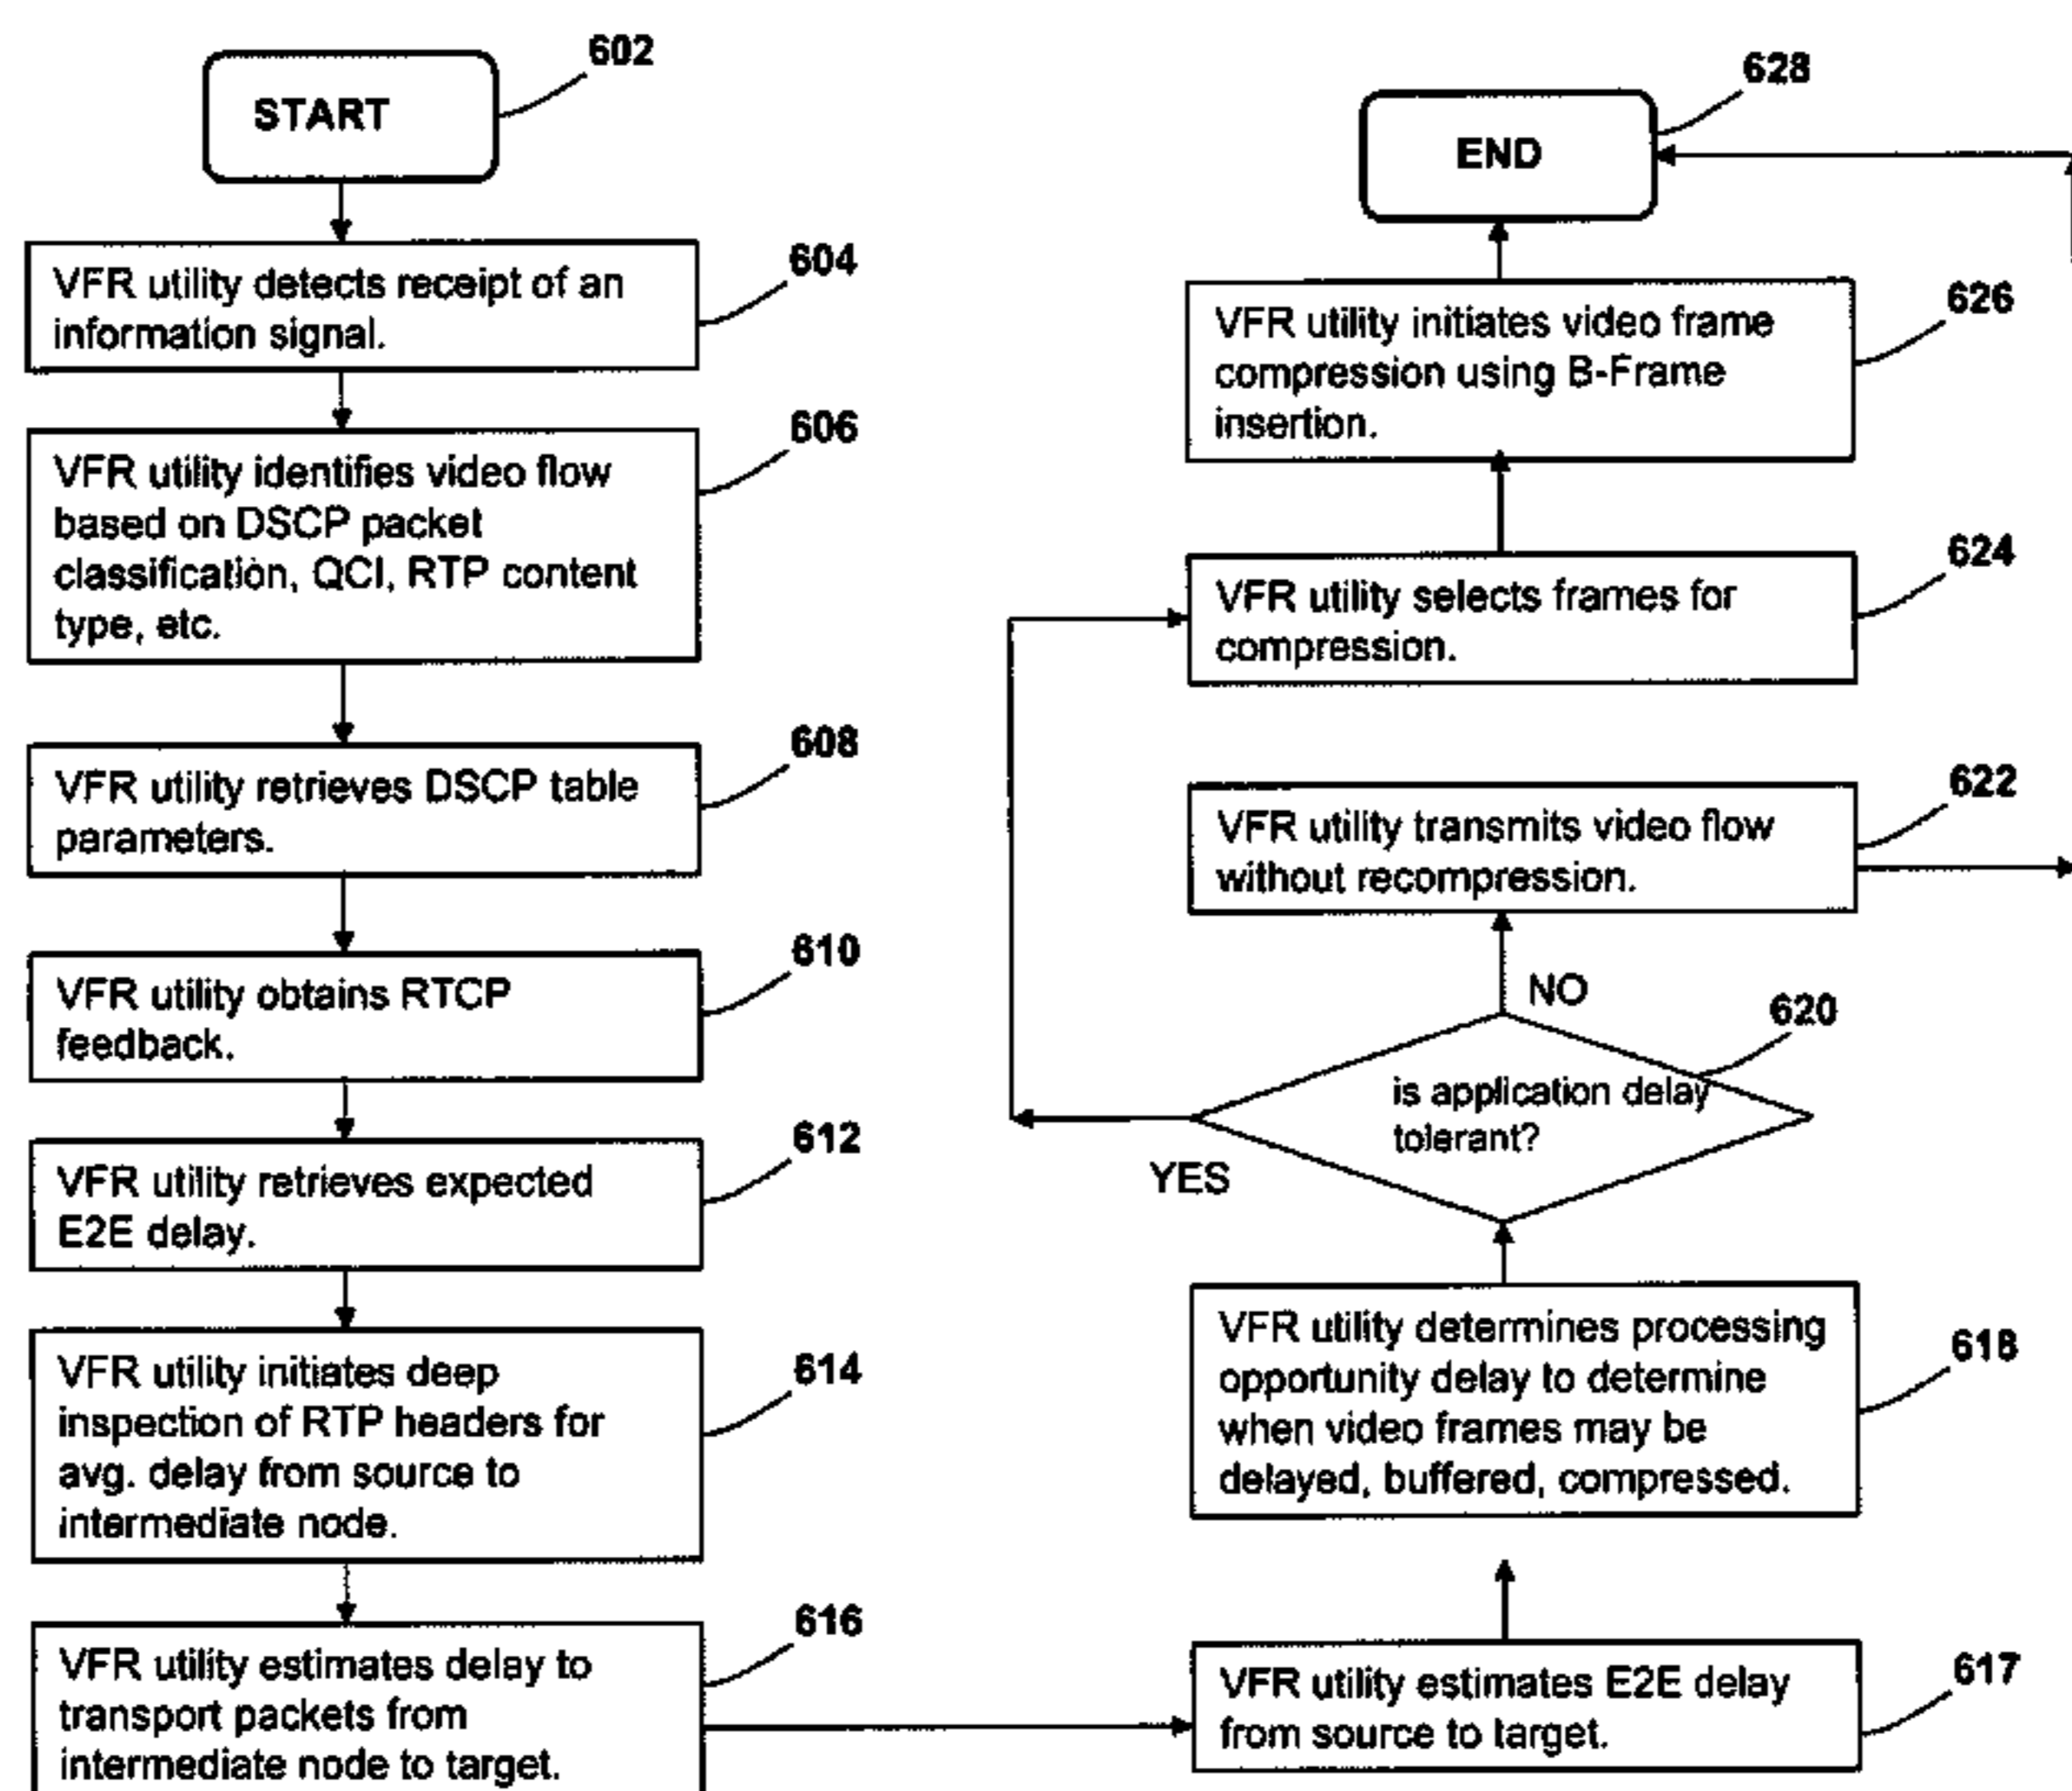 START
602
VFR utility detects receipt of an
information signal.
604
VFR utility identifies video flow
based on DSCP packet
classification, QCI, RTP content
type, etc.
606
VFR utility retrieves DSCP table
parameters.
608
VFR utility obtains RTCP
feedback.
610
VFR utility retrieves expected
E2E delay.
612
VFR utility initiates deep
inspection of RTP headers for
avg. delay from source to
intermediate node.
614
VFR utility estimates delay to
transport packets from
intermediate node to target.
616
VFR utility estimates E2E delay
from source to target.
617
VFR utility determines processing
opportunity delay to determine
when video frames may be
delayed, buffered, compressed.
618
is application delay
tolerant?
620
NO
YES
VFR utility transmits video flow
without recompression.
622
VFR utility selects frames for
compression.
624
VFR utility initiates video frame
compression using B-Frame
insertion.
626
END
628